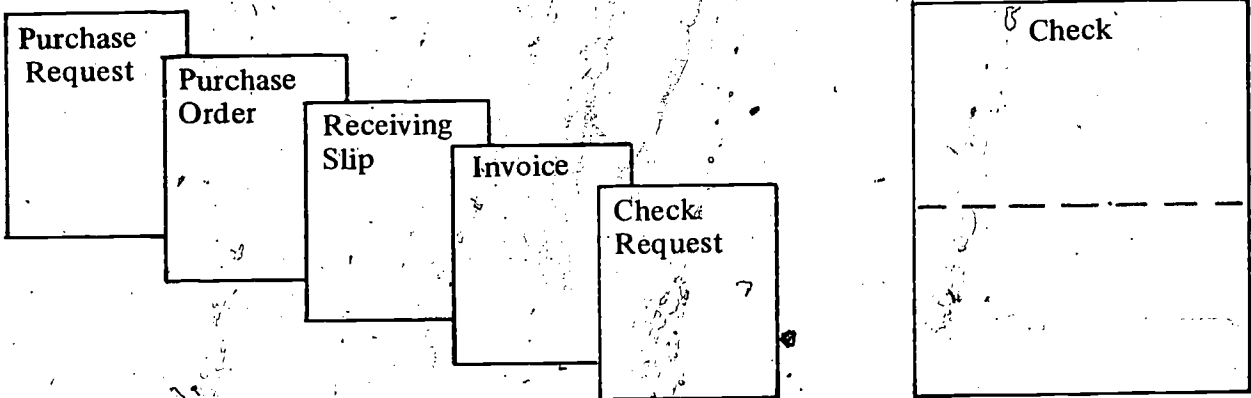 Purchase
Request
Purchase
Order
Receiving
Slip
Invoice
Check
Request
Check